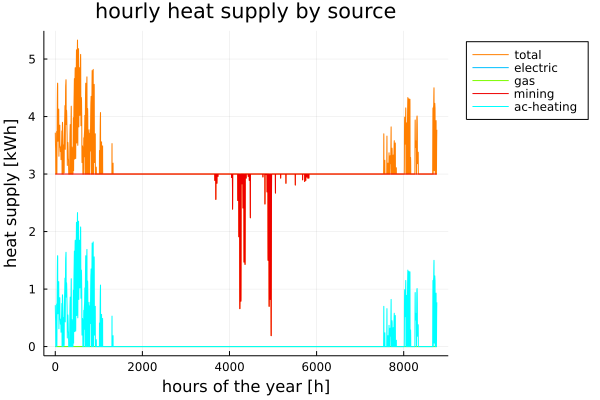 hourly heat supply by source
heat supply [kWh]
5
4
3
2
1
0
0 2000 4000 6000 8000
hours of the year [h]
total
electric
gas
mining
ac-heating